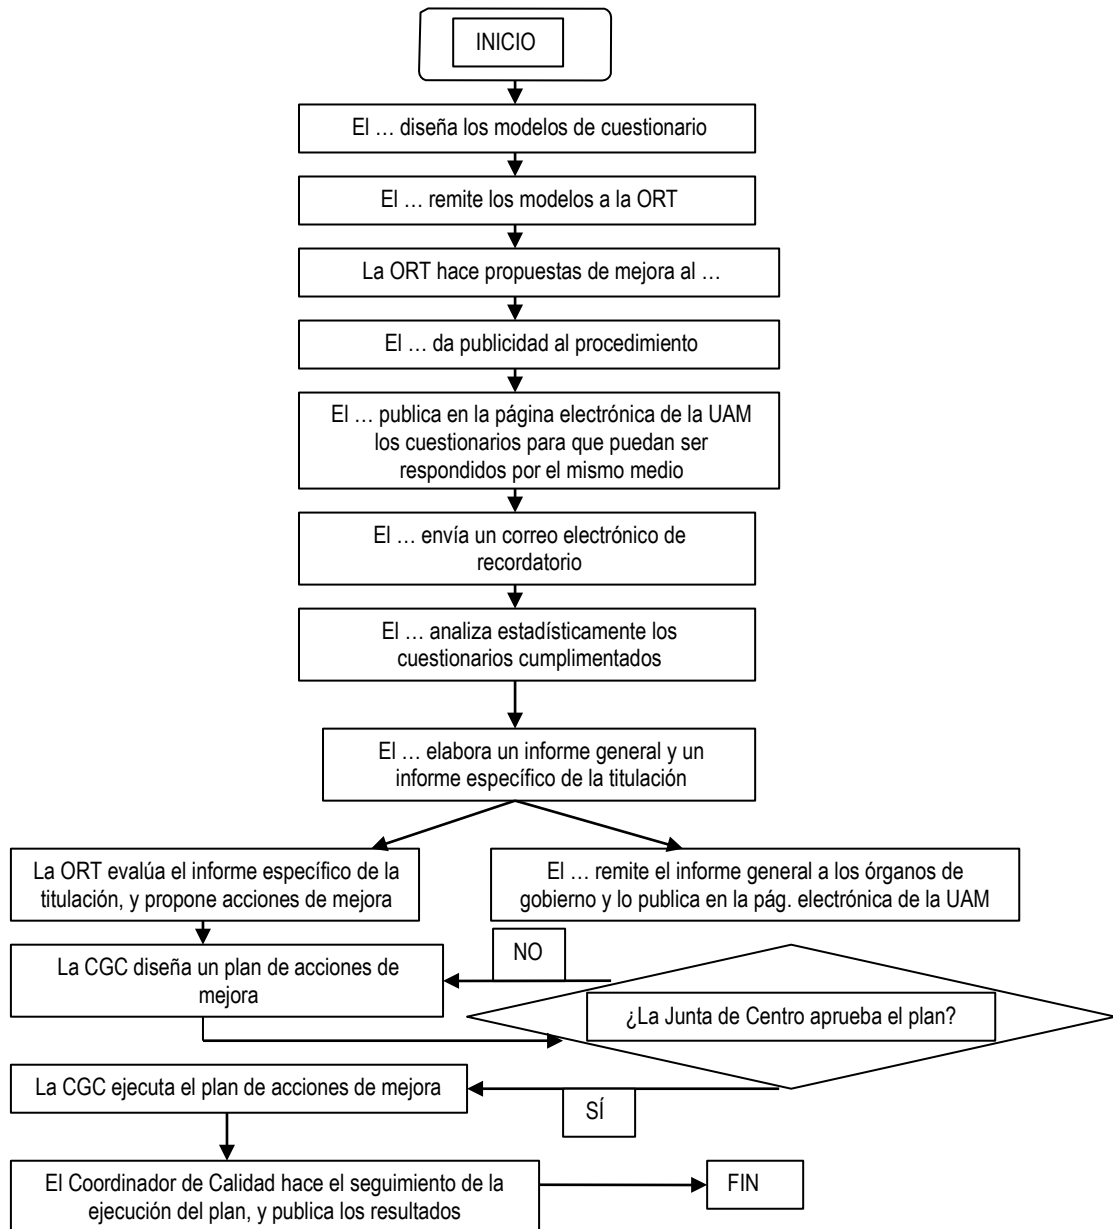 INICIO
El … diseña los modelos de cuestionario
El … remite los modelos a la ORT
La ORT hace propuestas de mejora al …
El … da publicidad al procedimiento
El … publica en la página electrónica de la UAM
los cuestionarios para que puedan ser
respondidos por el mismo medio
El … envía un correo electrónico de
recordatorio
El … analiza estadísticamente los
cuestionarios cumplimentados
El … elabora un informe general y un
informe específico de la titulación
La ORT evalúa el informe específico de la
titulación, y propone acciones de mejora
El … remite el informe general a los órganos de
gobierno y lo publica en la pág. electrónica de la UAM
La CGC diseña un plan de acciones de
mejora
NO
¿La Junta de Centro aprueba el plan?
La CGC ejecuta el plan de acciones de mejora
SÍ
El Coordinador de Calidad hace el seguimiento de la
ejecución del plan, y publica los resultados
FIN